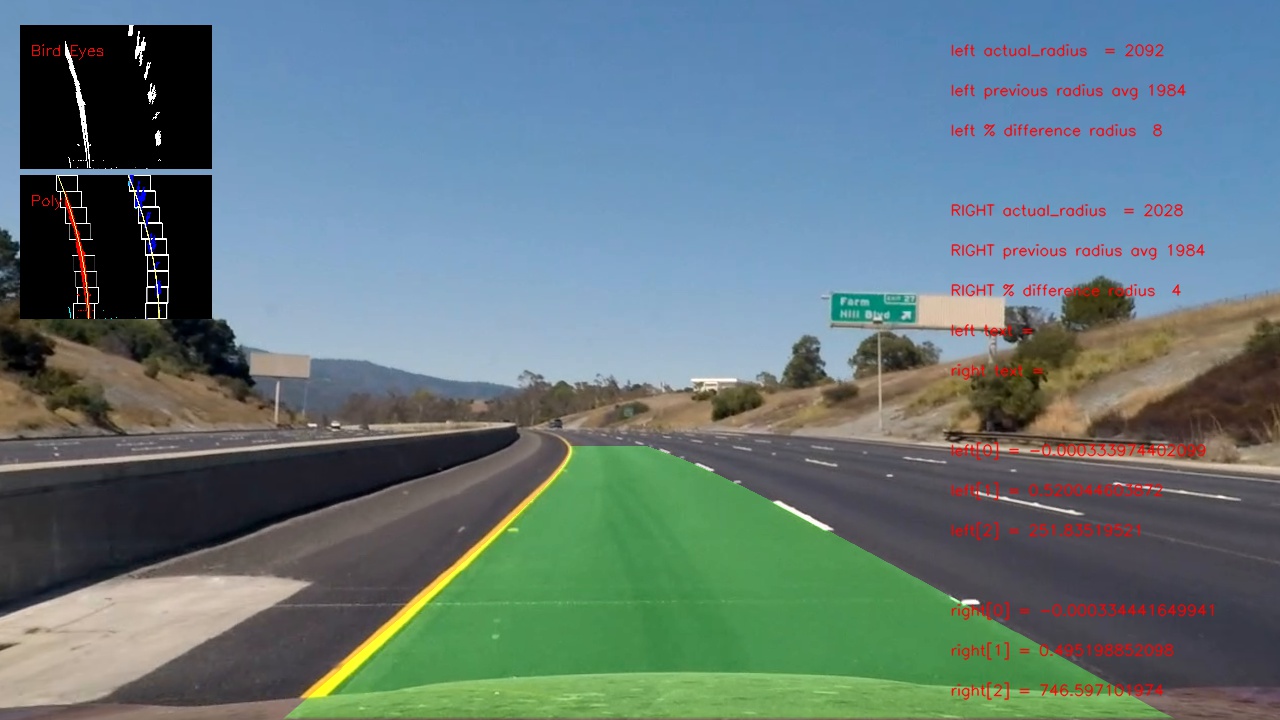 Bird Eyes
Poly
left actual_radius = 2092
left previous radius avg 1984
left % difference radius 8
RIGHT actual_radius = 2028
RIGHT previous radius avg 1984
RIGHT % difference radius 4
EXIT 27
Farm
Hill Blvd
left text =
right text =
left[0] = -0.000333974402099
left[1] = 0.520044603872
left[2] = 251.83519521
right[0] = -0.000334441649941
right[1] = 0.495198852098
right[2] = 746.597101974